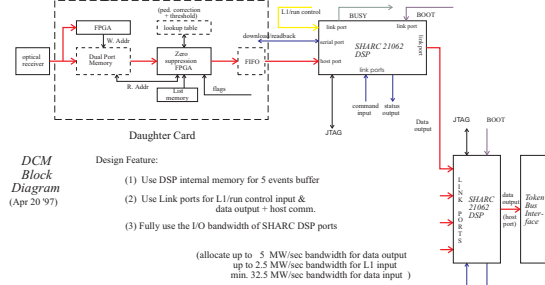 (ped. correction
+ threshold)
L1/run control
BUSY
BOOT
FPGA
lookup table
link port
link port
W. Addr
download/readback
serial port
SHARC 21062
DSP
link port
optical
receiver
Dual Port
Memory
Zero
suppression
FPGA
FIFO
host port
link ports
R. Addr
List
memory
flags
command
input
status
output
JTAG
Data
output
Daughter Card
JTAG
BOOT
DCM
Block
Diagram
(Apr 20 '97)
Design Feature:
(1) Use DSP internal memory for 5 events buffer
(2) Use Link ports for L1/run control input &
data output + host comm.
(3) Fully use the I/O bandwidth of SHARC DSP ports
(allocate up to 5 MW/sec bandwidth for data output
up to 2.5 MW/sec bandwidth for L1 input
min. 32.5 MW/sec bandwidth for data input )
LINK PORTS
SHARC
21062
DSP
data
output
(host
port)
Token
Bus
Inter-
face